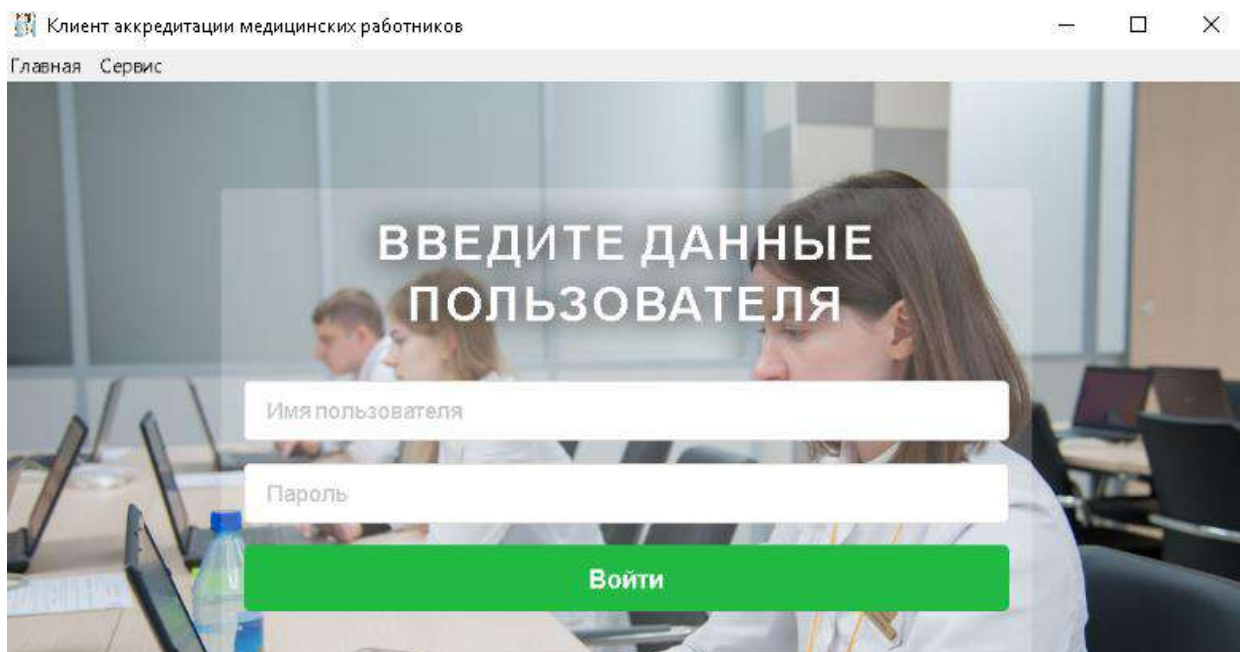 Клиент аккредитации медицинских работников
Главная Сервис
ВВЕДИТЕ ДАННЫЕ
ПОЛЬЗОВАТЕЛЯ
Имя пользователя
Пароль
Войти